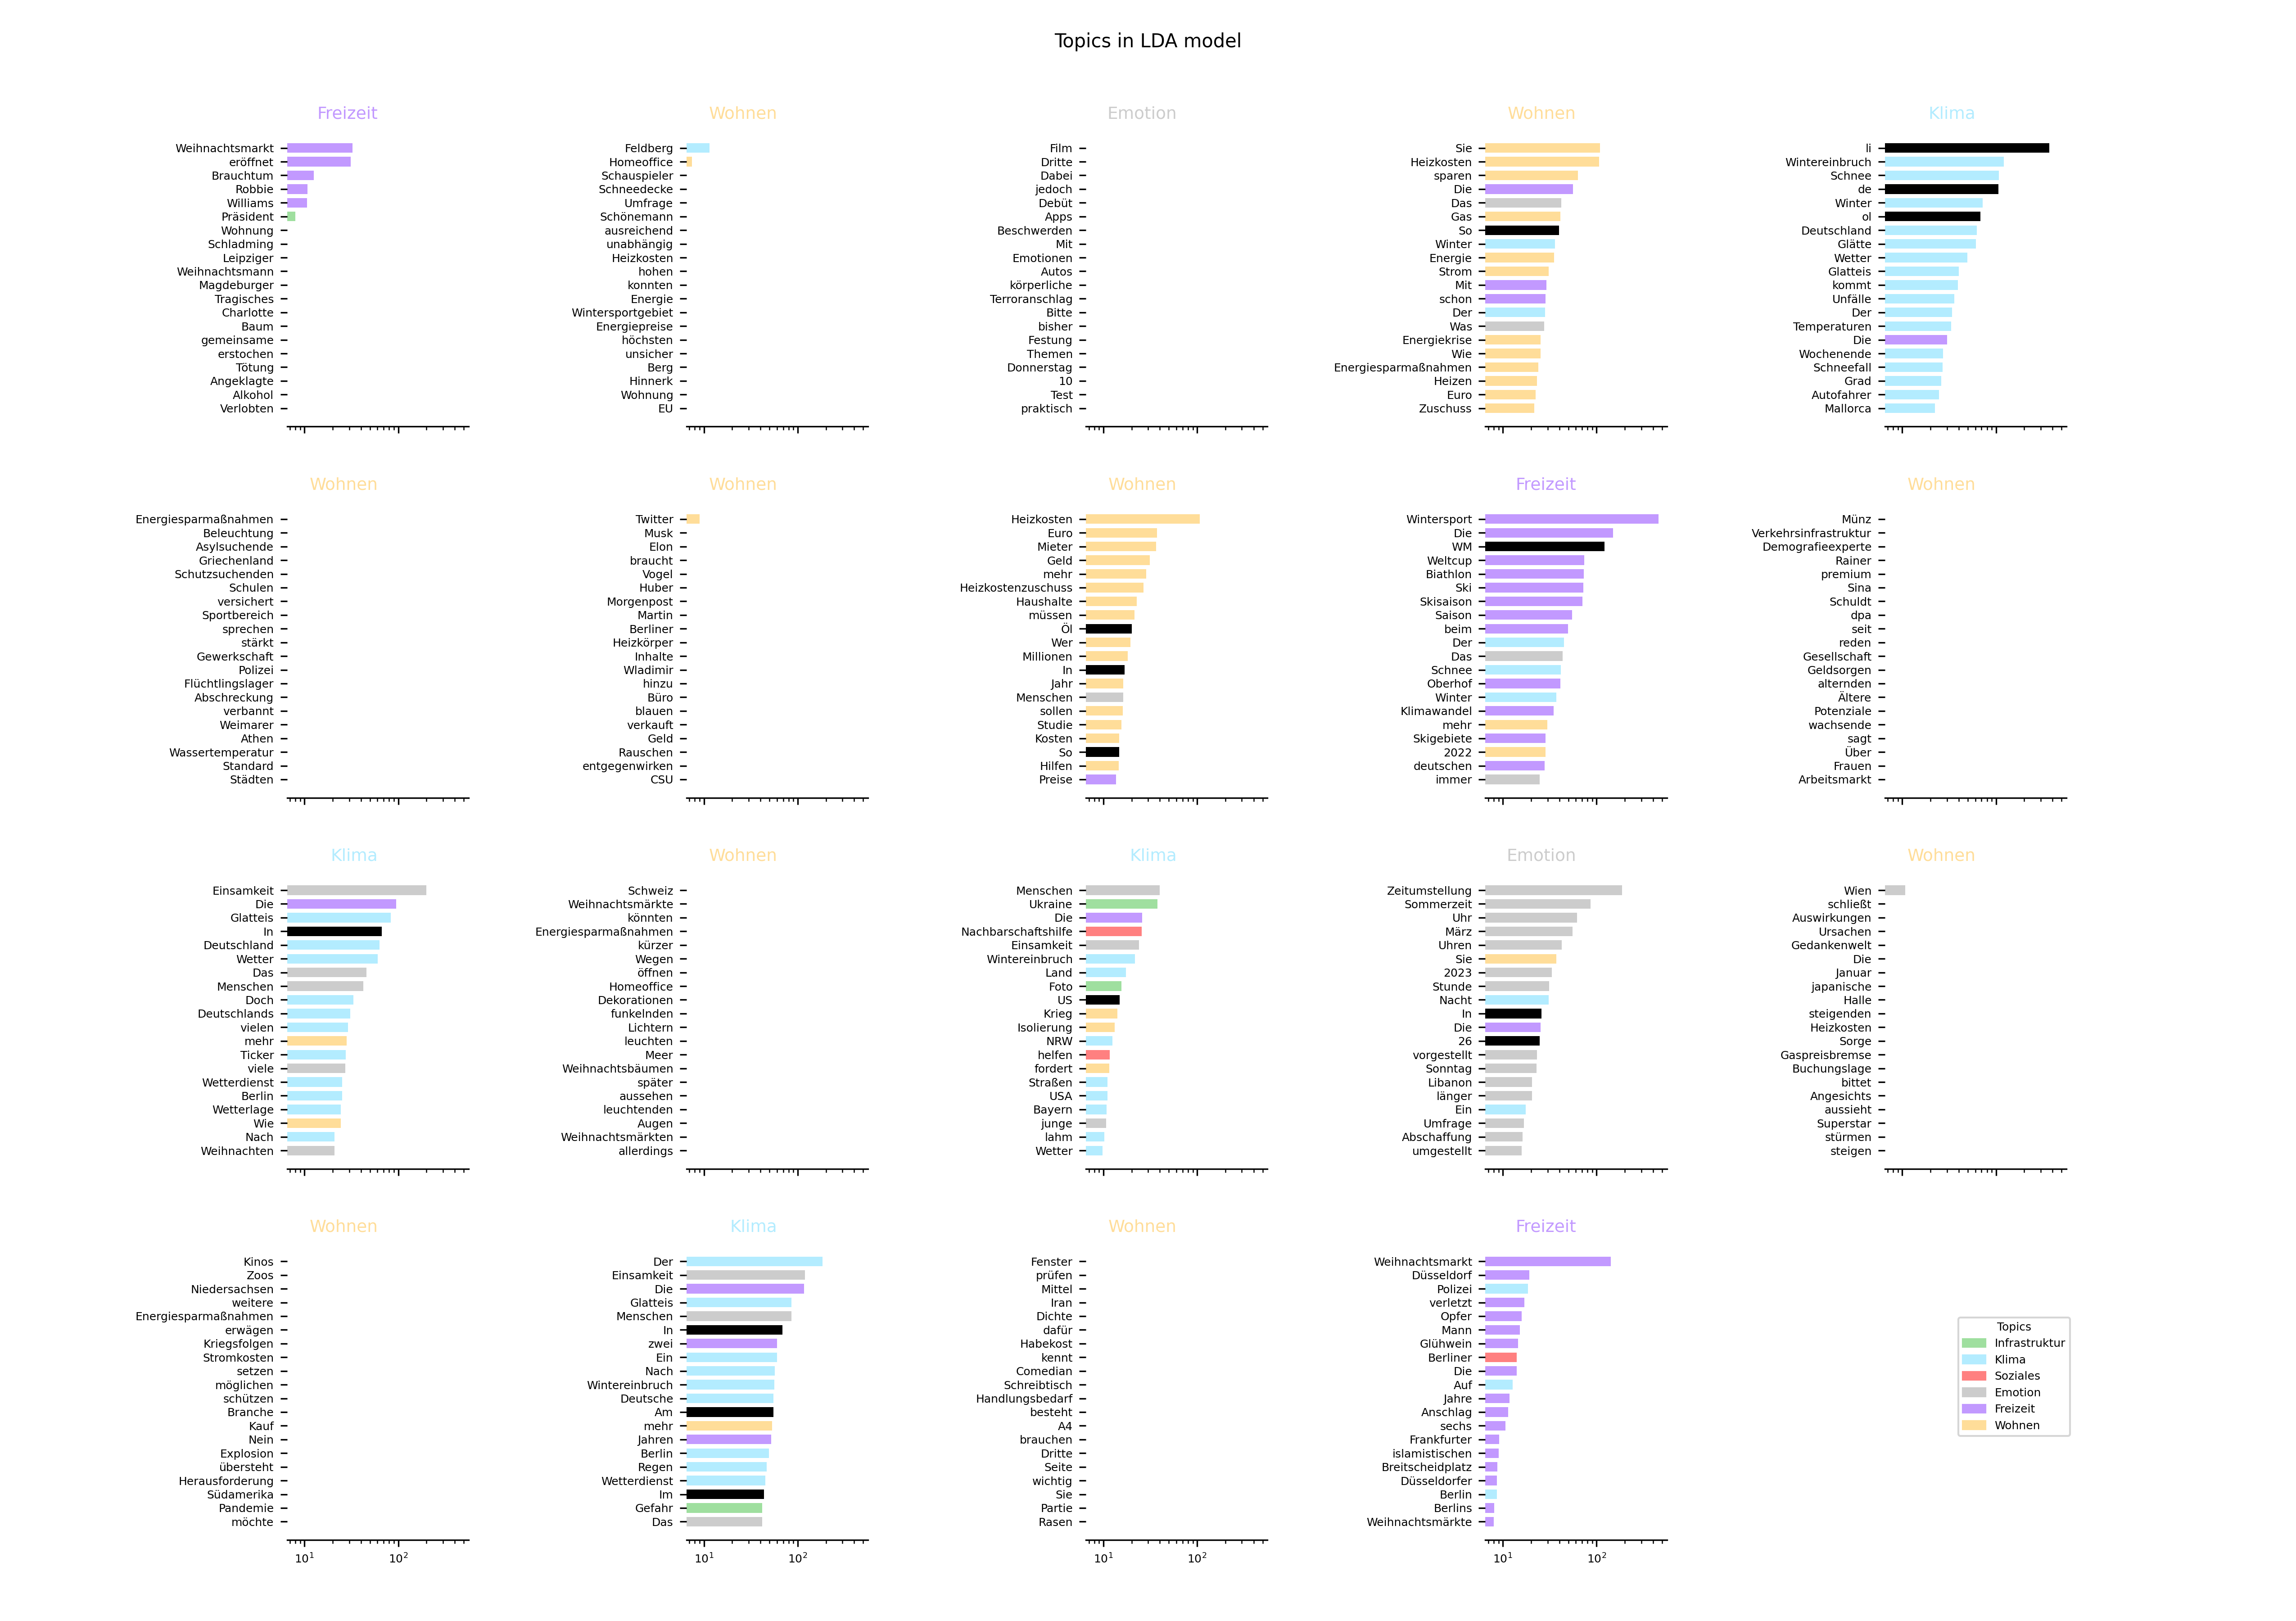 Topics in LDA model
Freizeit
Weihnachtsmarkt
eröffnet
Brauchtum
Robbie
Williams
Präsident
Wohnung
Schladming
Leipziger
Weihnachtsmann
Magdeburger
Tragisches
Charlotte
Baum
gemeinsame
erstochen
Tötung
Angeklagte
Alkohol
Verlobten
Wohnen
Feldberg
Homeoffice
Schauspieler
Schneedecke
Umfrage
Schönemann
ausreichend
unabhängig
Heizkosten
hohen
konnten
Energie
Wintersportgebiet
Energiepreise
höchsten
unsicher
Berg
Hinnerk
Wohnung
EU
Emotion
Film
Dritte
Dabei
jedoch
Debüt
Apps
Beschwerden
Mit
Emotionen
Autos
körperliche
Terroranschlag
Bitte
bisher
Festung
Themen
Donnerstag
10
Test
praktisch
Wohnen
Sie
Heizkosten
sparen
Die
Das
Gas
So
Winter
Energie
Strom
Mit
schon
Der
Was
Energiekrise
Wie
Energiesparmaßnahmen
Heizen
Euro
Zuschuss
Klima
li
Wintereinbruch
Schnee
de
Winter
ol
Deutschland
Glätte
Wetter
Glatteis
kommt
Unfälle
Der
Temperaturen
Die
Wochenende
Schneefall
Grad
Autofahrer
Mallorca
Wohnen
Energiesparmaßnahmen
Beleuchtung
Asylsuchende
Griechenland
Schutzsuchenden
Schulen
versichert
Sportbereich
sprechen
stärkt
Gewerkschaft
Polizei
Flüchtlingslager
Abschreckung
verbannt
Weimarer
Athen
Wassertemperatur
Standard
Städten
Wohnen
Twitter
Musk
Elon
braucht
Vogel
Huber
Morgenpost
Martin
Berliner
Heizkörper
Inhalte
Wladimir
hinzu
Büro
blauen
verkauft
Geld
Rauschen
entgegenwirken
CSU
Wohnen
Heizkosten
Euro
Mieter
Geld
mehr
Heizkostenzuschuss
Haushalte
müssen
Öl
Wer
Millionen
In
Jahr
Menschen
sollen
Studie
Kosten
So
Hilfen
Preise
Freizeit
Wintersport
Die
WM
Weltcup
Biathlon
Ski
Skisaison
Saison
beim
Der
Das
Schnee
Oberhof
Winter
Klimawandel
mehr
Skigebiete
2022
deutschen
immer
Wohnen
Münz
Verkehrsinfrastruktur
Demografieexperte
Rainer
premium
Sina
Schuldt
dpa
seit
reden
Gesellschaft
Geldsorgen
alternden
Ältere
Potenziale
wachsende
sagt
Über
Frauen
Arbeitsmarkt
Klima
Einsamkeit
Die
Glatteis
In
Deutschland
Wetter
Das
Menschen
Doch
Deutschlands
vielen
mehr
Ticker
viele
Wetterdienst
Berlin
Wetterlage
Wie
Nach
Weihnachten
Wohnen
Schweiz
Weihnachtsmärkte
könnten
Energiesparmaßnahmen
kürzer
Wegen
öffnen
Homeoffice
Dekorationen
funkelnden
Lichtern
leuchten
Meer
Weihnachtsbäumen
später
aussehen
leuchtenden
Augen
Weihnachtsmärkten
allerdings
Klima
Menschen
Ukraine
Die
Nachbarschaftshilfe
Einsamkeit
Wintereinbruch
Land
Foto
US
Krieg
Isolierung
NRW
helfen
fordert
Straßen
USA
Bayern
junge
lahm
Wetter
Emotion
Zeitumstellung
Sommerzeit
Uhr
März
Uhren
Sie
2023
Stunde
Nacht
In
Die
26
vorgestellt
Sonntag
Libanon
länger
Ein
Umfrage
Abschaffung
umgestellt
Wohnen
Wien
schließt
Auswirkungen
Ursachen
Gedankenwelt
Die
Januar
japanische
Halle
steigenden
Heizkosten
Sorge
Gaspreisbremse
Buchungslage
bittet
Angesichts
aussieht
Superstar
stürmen
steigen
Wohnen
Kinos
Zoos
Niedersachsen
weitere
Energiesparmaßnahmen
erwägen
Kriegsfolgen
Stromkosten
setzen
möglichen
schützen
Branche
Kauf
Nein
Explosion
übersteht
Herausforderung
Südamerika
Pandemie
möchte
10¹ 10²
Klima
Der
Einsamkeit
Die
Glatteis
Menschen
In
zwei
Ein
Nach
Wintereinbruch
Deutsche
Am
mehr
Jahren
Berlin
Regen
Wetterdienst
Im
Gefahr
Das
10¹ 10²
Wohnen
Fenster
prüfen
Mittel
Iran
Dichte
dafür
Habekost
kennt
Comedian
Schreibtisch
Handlungsbedarf
besteht
A4
brauchen
Dritte
Seite
wichtig
Sie
Partie
Rasen
10¹ 10²
Freizeit
Weihnachtsmarkt
Düsseldorf
Polizei
verletzt
Opfer
Mann
Glühwein
Berliner
Die
Auf
Jahre
Anschlag
sechs
Frankfurter
islamistischen
Breitscheidplatz
Düsseldorfer
Berlin
Berlins
Weihnachtsmärkte
10¹ 10²
Topics
Infrastruktur
Klima
Soziales
Emotion
Freizeit
Wohnen